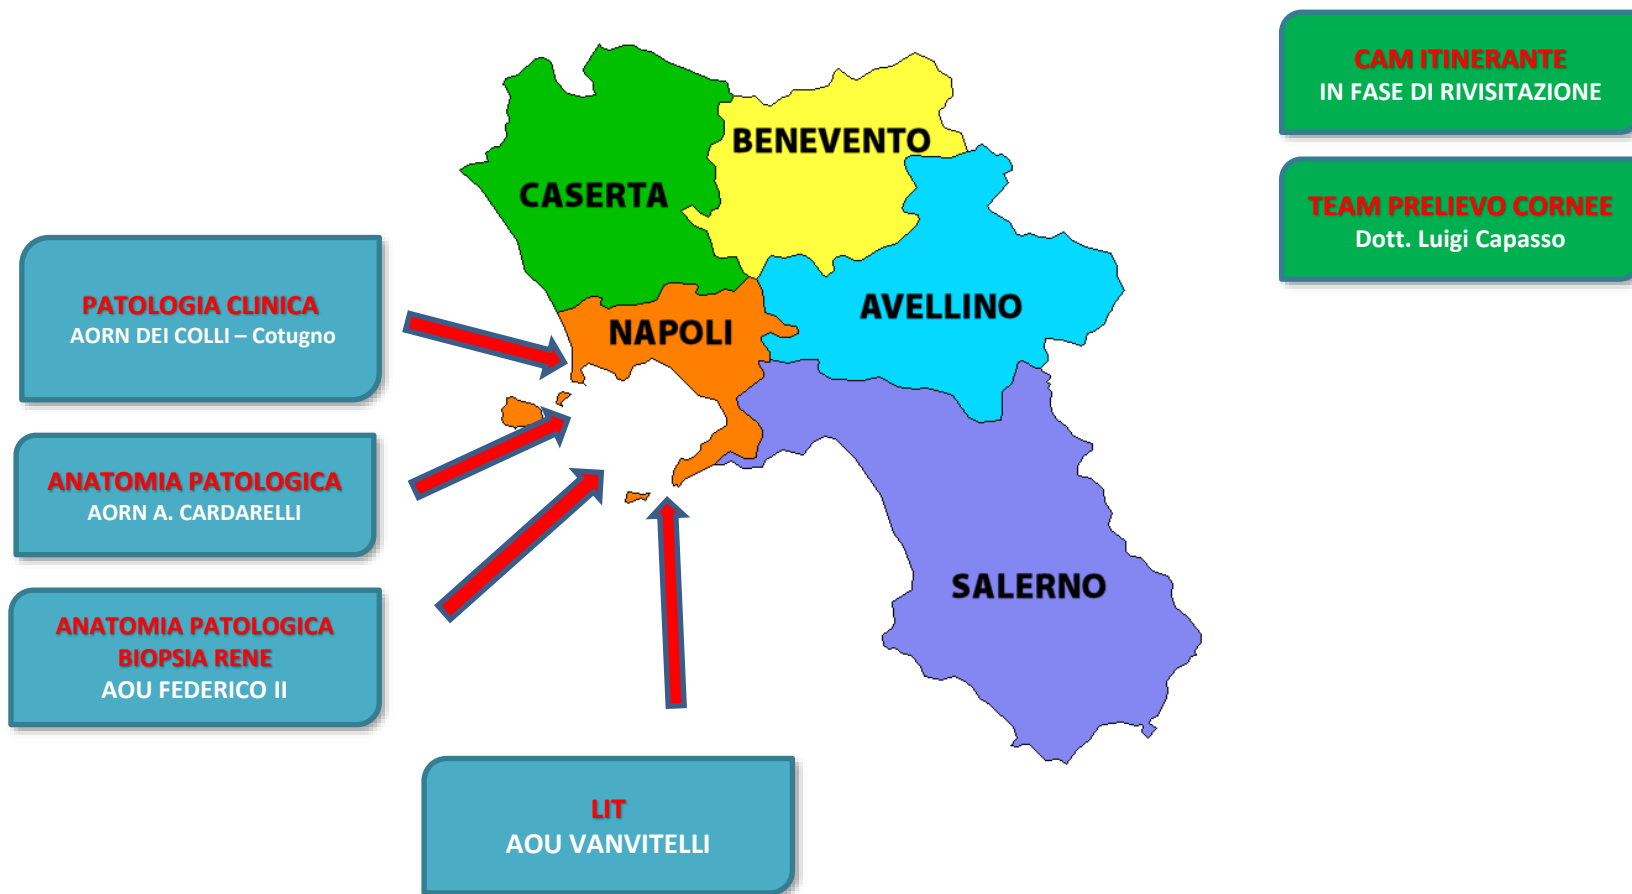 CAM ITINERANTE
IN FASE DI RIVISITAZIONE
TEAM PRELIEVO CORNEE
Dott. Luigi Capasso
BENEVENTO
CASERTA
AVELLINO
NAPOLI
SALERNO
PATOLOGIA CLINICA
AORN DEI COLLI – Cotugno
ANATOMIA PATOLOGICA
AORN A. CARDARELLI
ANATOMIA PATOLOGICA
BIOPSIA RENE
AOU FEDERICO II
LIT
AOU VANVITELLI